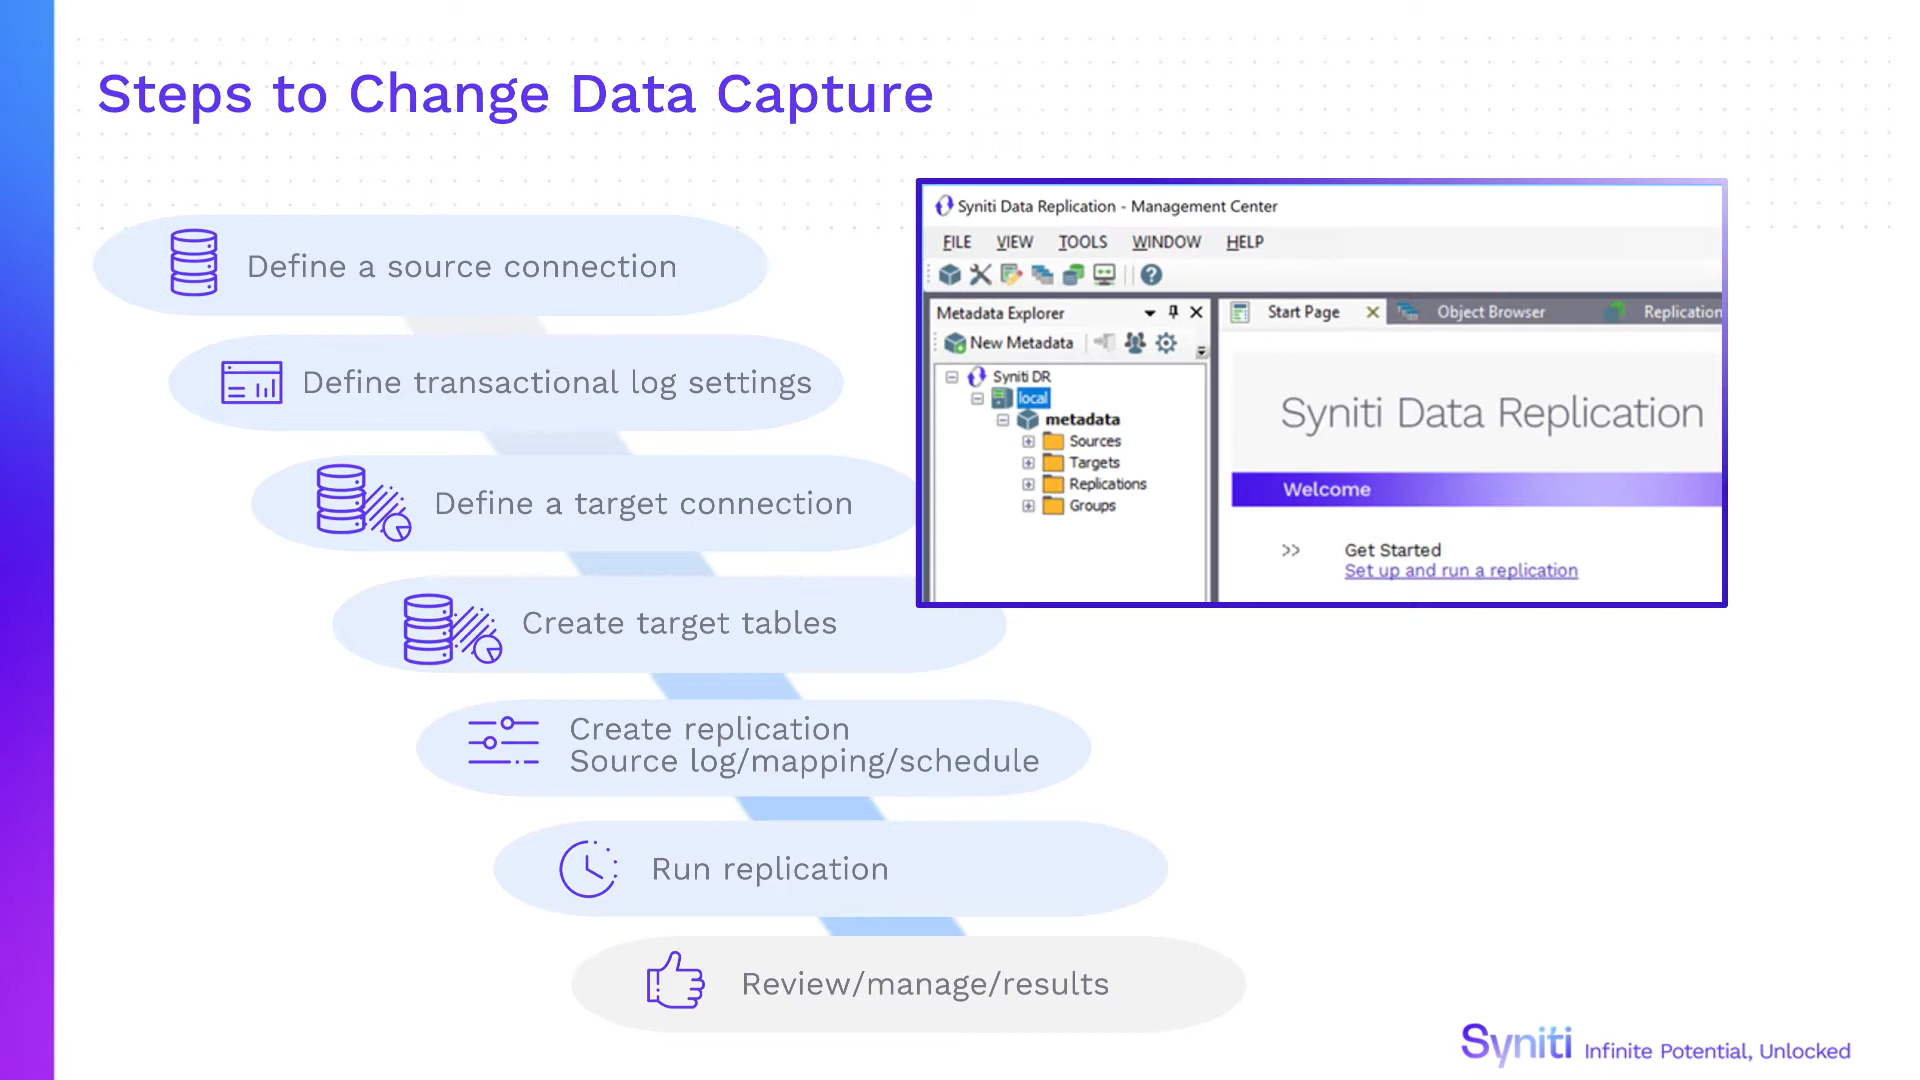 Steps to Change Data Capture
Define a source connection
Define transactional log settings
Define a target connection
Create target tables
Create replication
Source log/mapping/schedule
Run replication
Review/manage/results
Syniti Data Replication - Management Center
FILE VIEW TOOLS WINDOW HELP
Metadata Explorer
New Metadata
Syniti DR
local
metadata
Sources
Targets
Replications
Groups
Start Page Object Browser Replication
Syniti Data Replication
Welcome
>> Get Started
Set up and run a replication
Syniti Infinite Potential, Unlocked